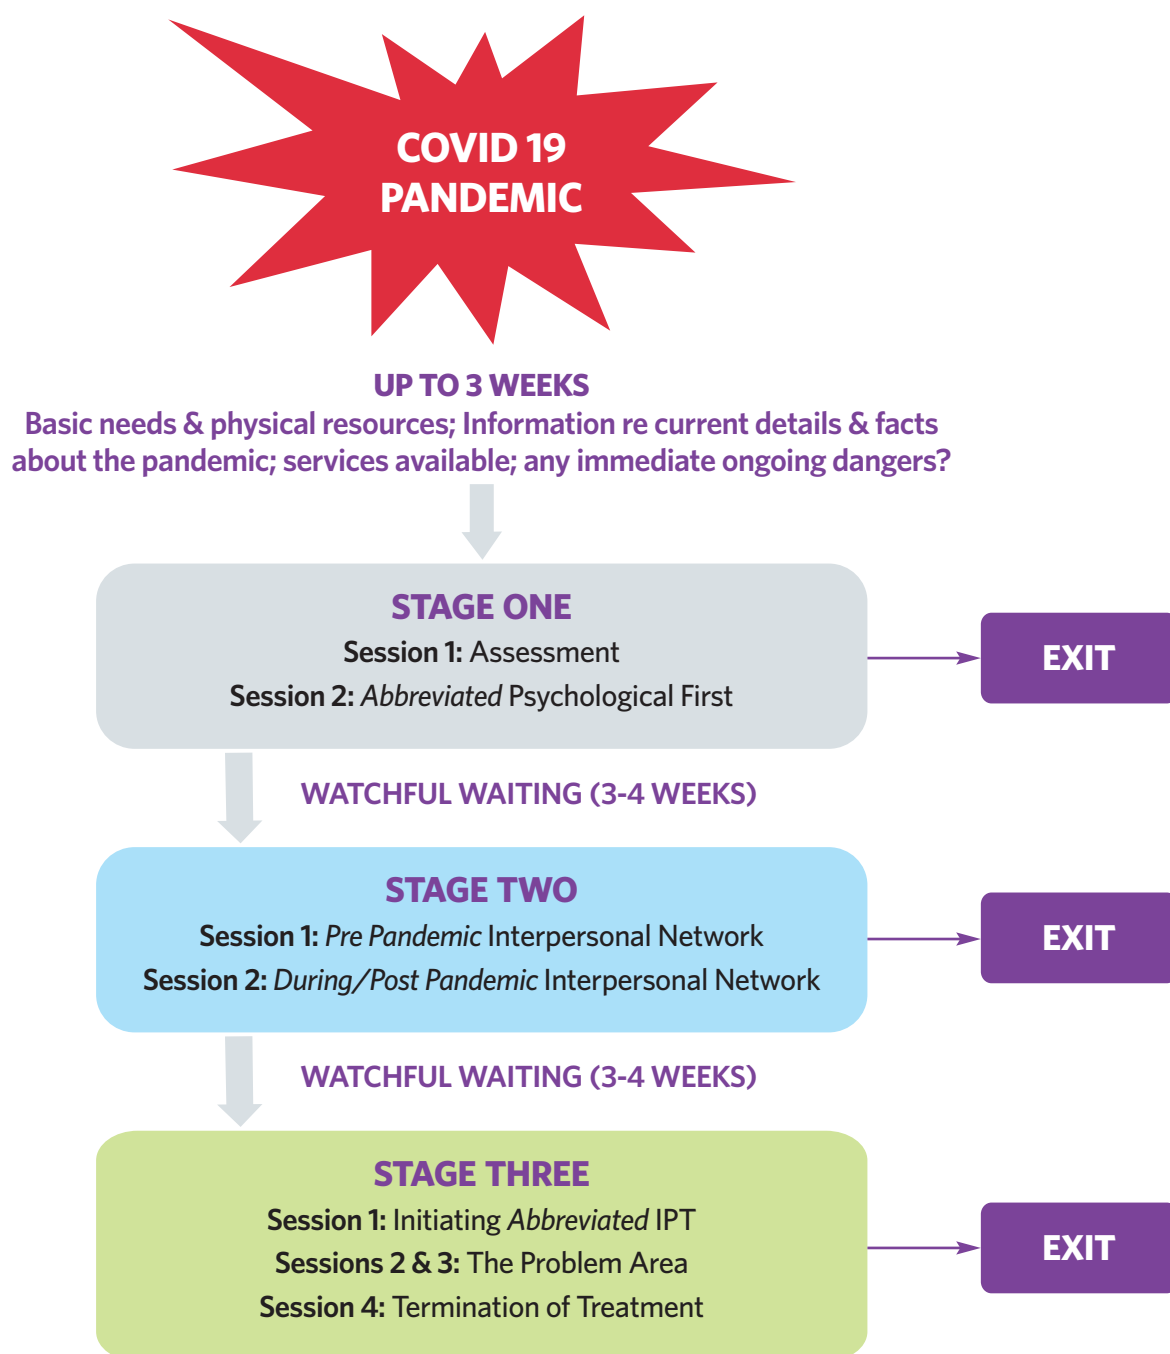 COVID 19
PANDEMIC
UP TO 3 WEEKS
Basic needs & physical resources; Information re current details & facts
about the pandemic; services available; any immediate ongoing dangers?
STAGE ONE
Session 1: Assessment
Session 2: Abbreviated Psychological First
EXIT
WATCHFUL WAITING (3-4 WEEKS)
STAGE TWO
Session 1: Pre Pandemic Interpersonal Network
Session 2: During/Post Pandemic Interpersonal Network
EXIT
WATCHFUL WAITING (3-4 WEEKS)
STAGE THREE
Session 1: Initiating Abbreviated IPT
Sessions 2 & 3: The Problem Area
Session 4: Termination of Treatment
EXIT